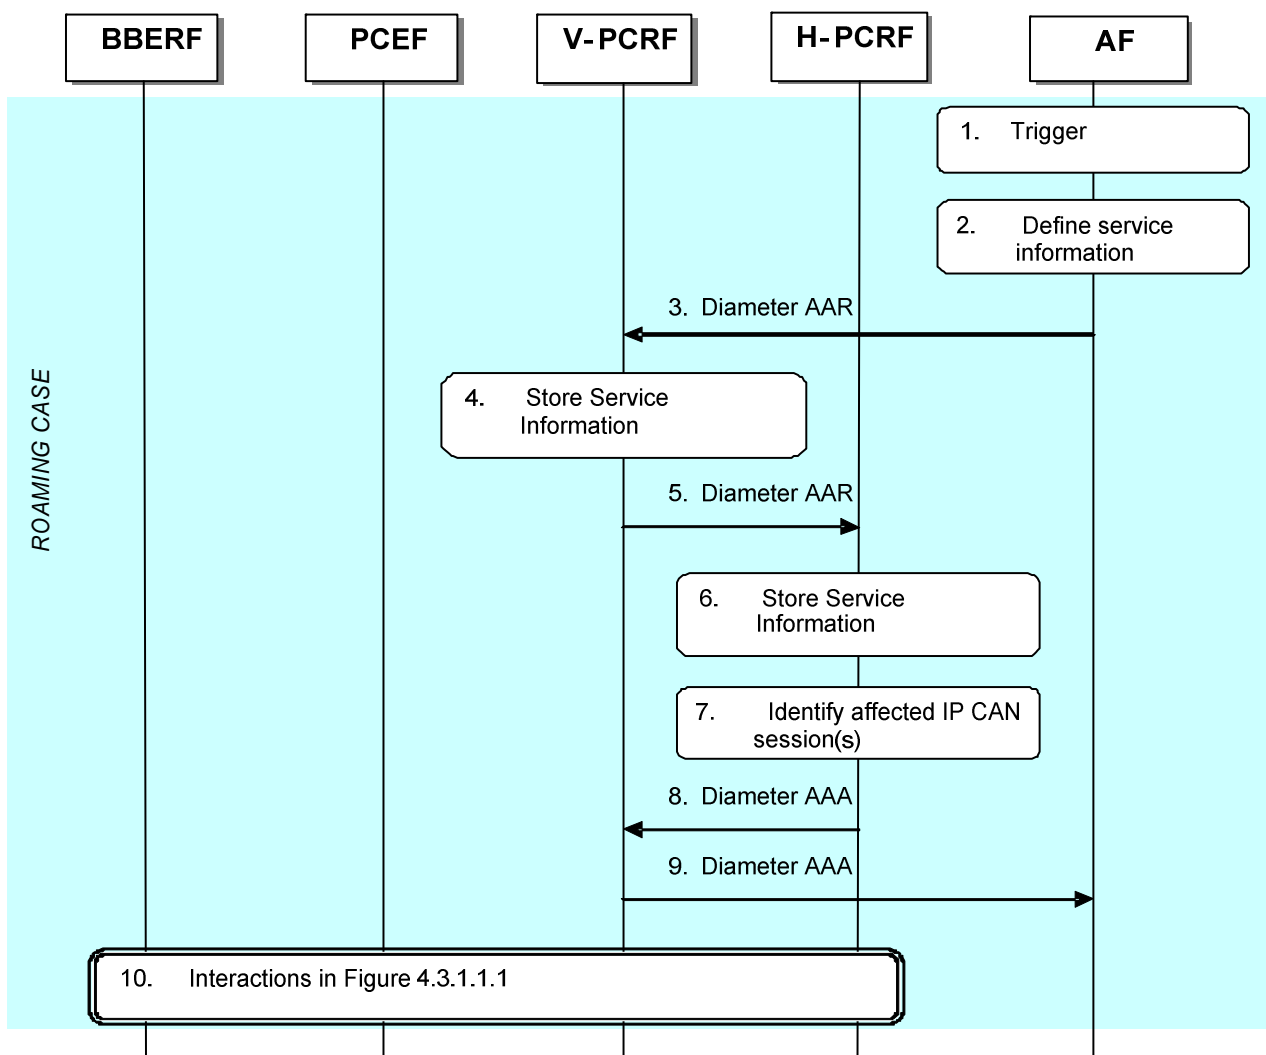 BBERF
PCEF
V-PCRF
H-PCRF
AF
1. Trigger
2. Define service
information
3. Diameter AAR
ROAMING CASE
4. Store Service
Information
5. Diameter AAR
6. Store Service
Information
7. Identify affected IP CAN
session(s)
8. Diameter AAA
9. Diameter AAA
10. Interactions in Figure 4.3.1.1.1